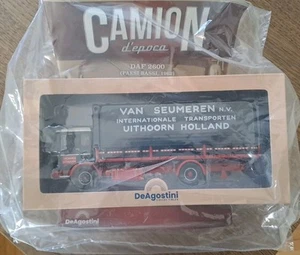 CAMION
d'epoca
DAF 2600
VAN SEUMEREN N.V.
INTERNATIONALE TRANSPORTEN
UITHOORN HOLLAND
DeAgostini